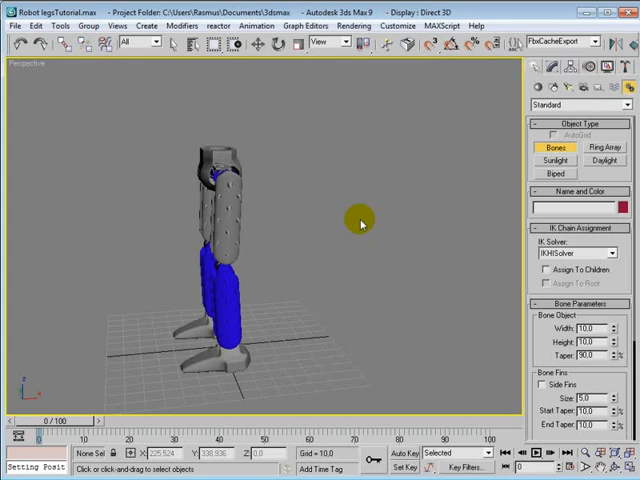 Robot legsTutorial.max - Project Folder: C:\Users\Rasmus\Documents\3dsmax - Autodesk 3ds Max 9 - Display : Direct 3D
File Edit Tools Group Views Create Modifiers reactor Animation Graph Editors Rendering Customize MAXScript Help
All View FbxCacheExport
Perspective
Standard
- Object Type
AutoGrid
Bones Ring Array
Sunlight Daylight
Biped
- Name and Color
- IK Chain Assignment
IK Solver:
IKHISolver
Assign To Children
Assign To Root
- Bone Parameters
Bone Object
Width: 10,0
Height: 10,0
Taper: 90,0 %
Bone Fins
Side Fins
Size: 5,0
Start Taper: 10,0 %
End Taper: 10,0 %
z
x
0 / 100
0 10 20 30 40 50 60 70 80 90 100
None Sel X: 225,524 Y: 338,936 Z: 0,0 Grid = 10,0 Auto Key Selected
Setting Posit Click or click-and-drag to select objects Add Time Tag Set Key Key Filters... 0